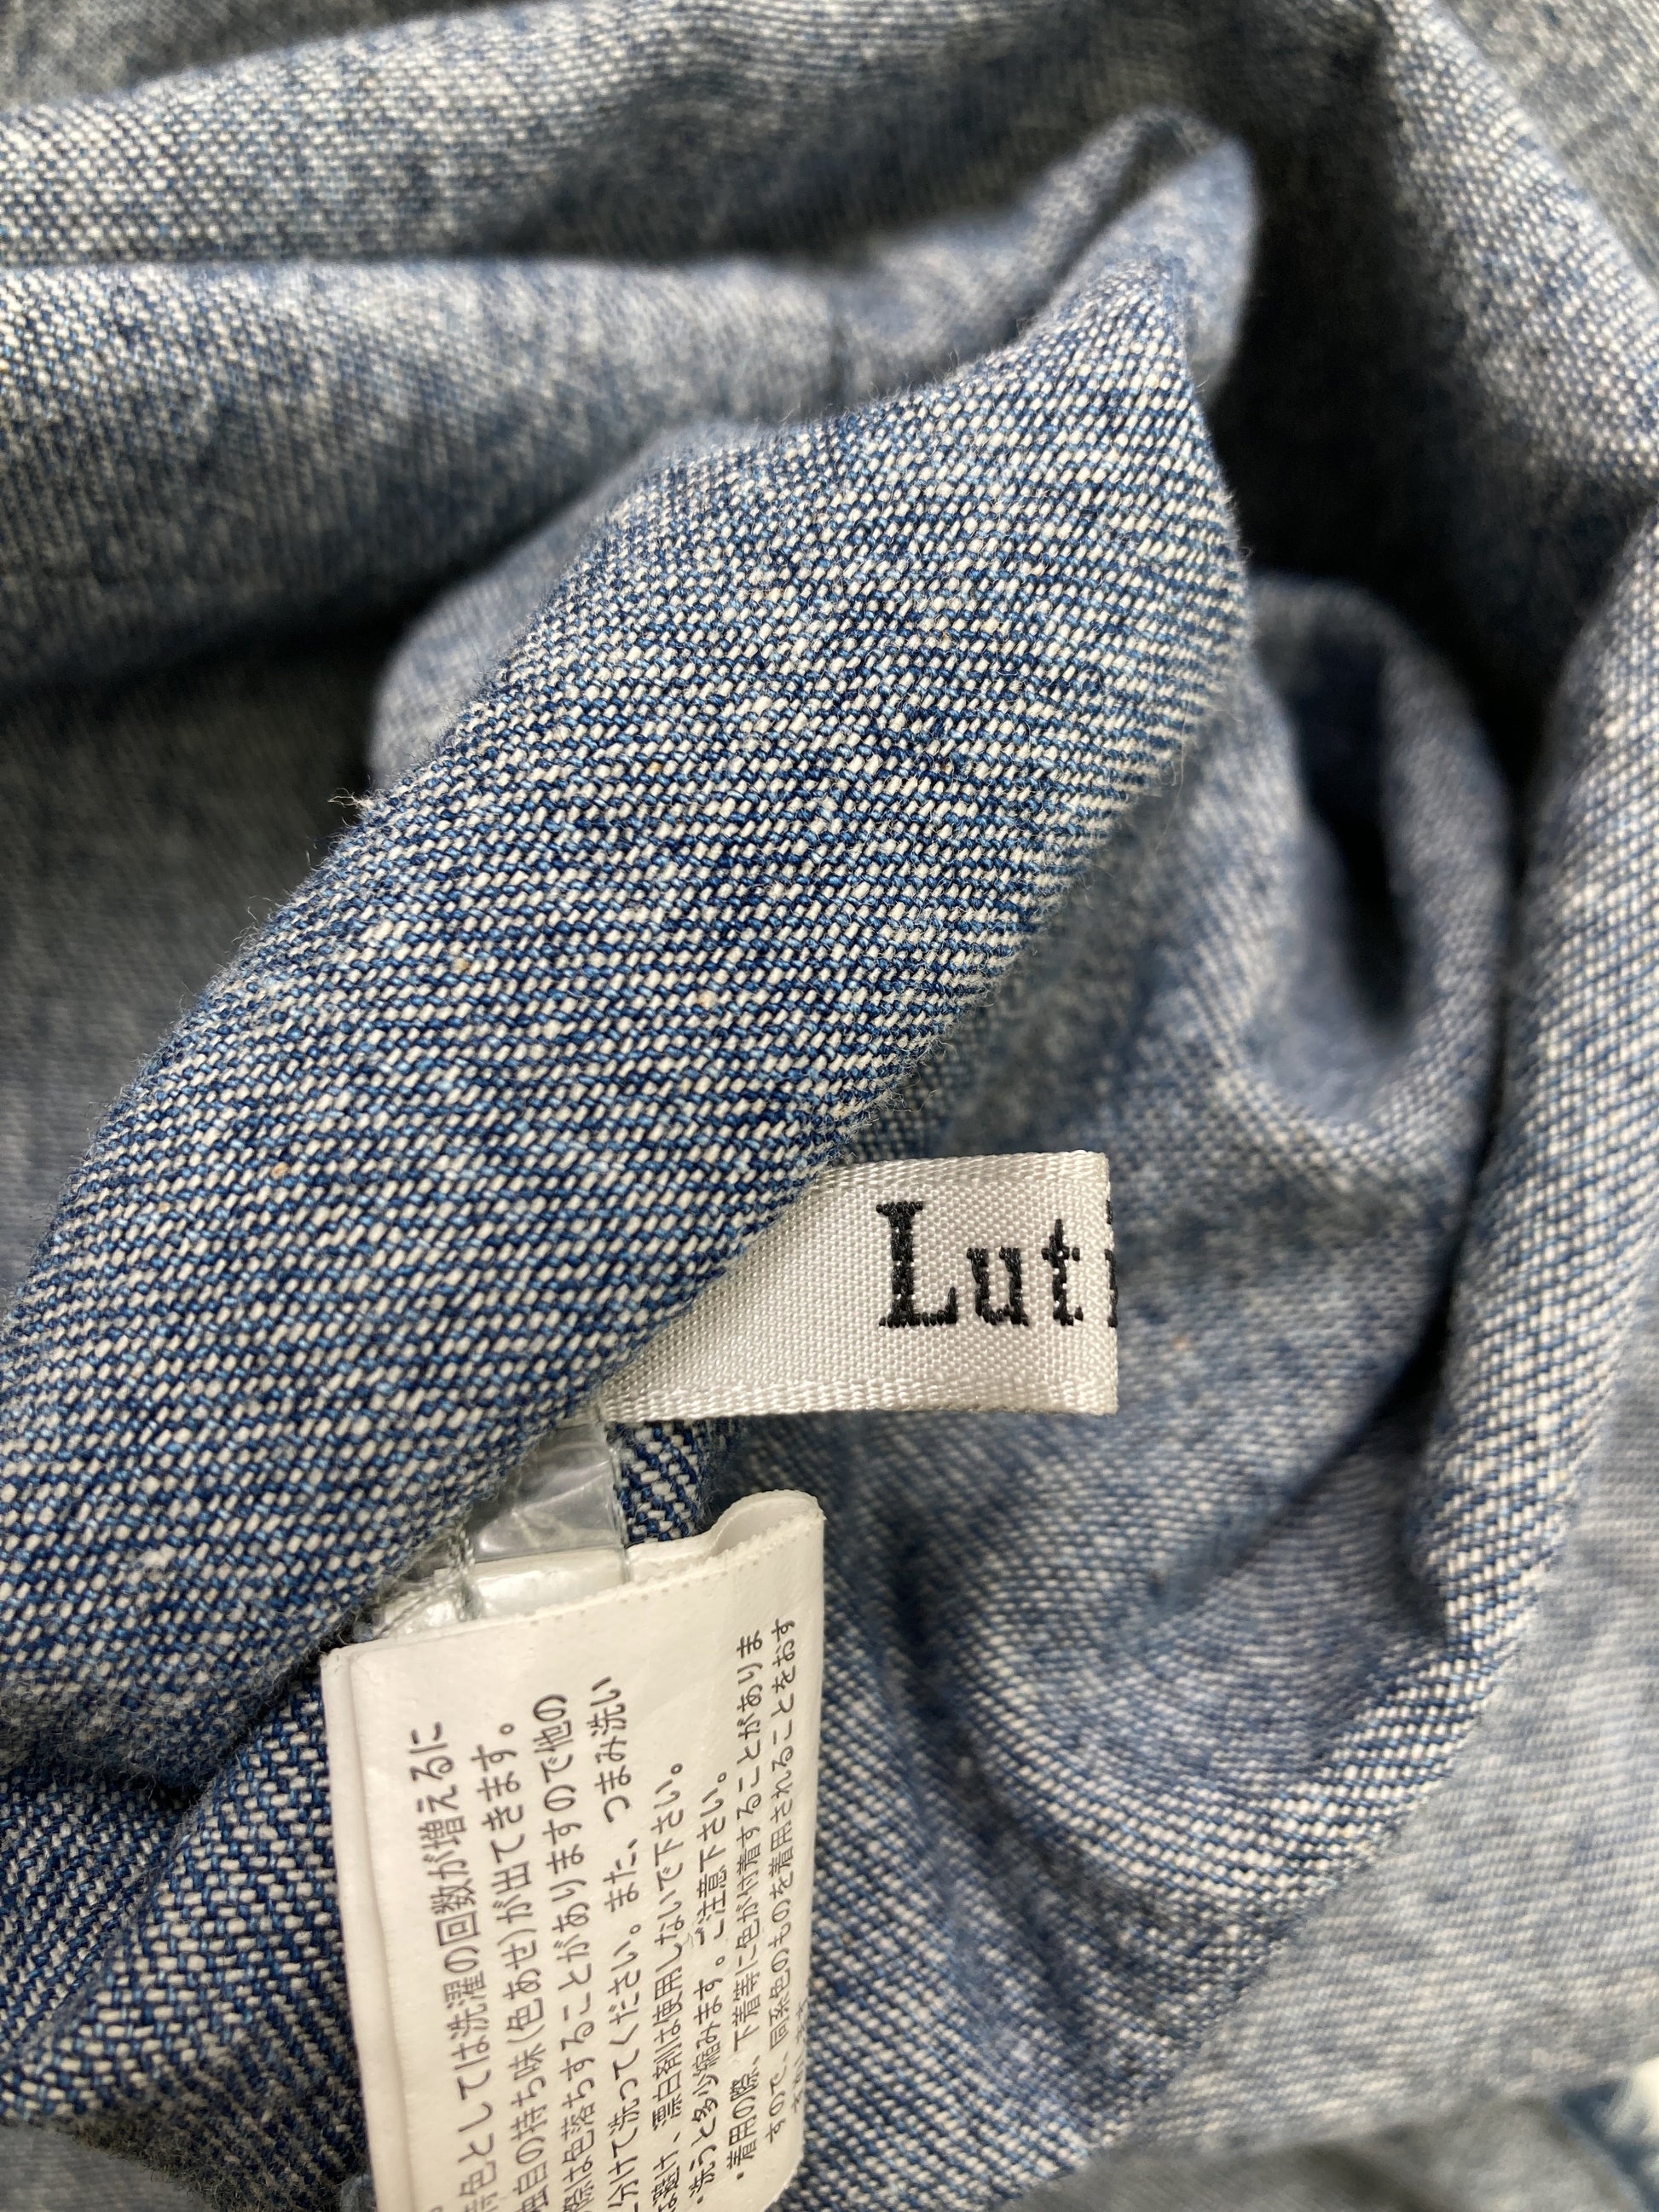 Lut
特色としては洗濯の回数が増えるに
独自の持ち味(色あせ)が出てきます。
際は色落ちすることがありますので他の
分けて洗ってください。また、つまみ洗い
は避け、漂白剤は使用しないで下さい。
・洗うと多少縮みます。ご注意下さい。
・着用の際、下着等に色が付着することがありま
すので、同系色のものを着用されることをおす